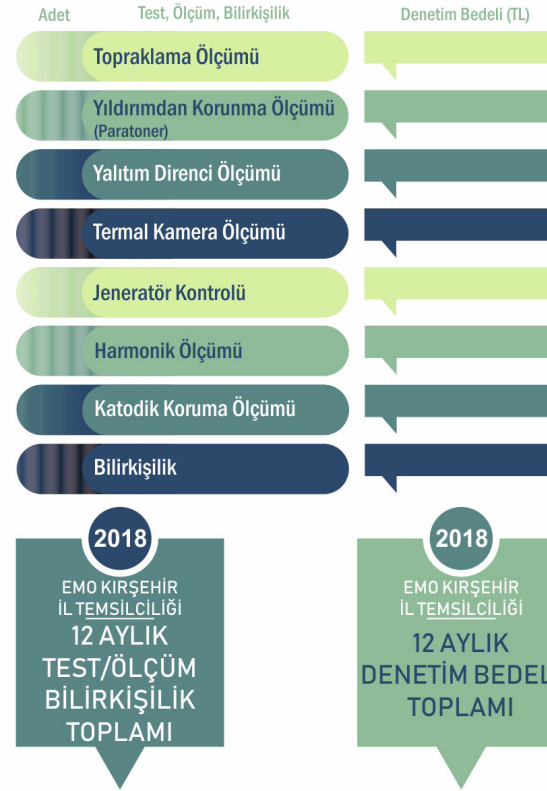 Adet Test, Ölçüm, Bilirkişilik Denetim Bedeli (TL)
Topraklama Ölçümü
Yıldırımdan Korunma Ölçümü
(Paratoner)
Yalıtım Direnci Ölçümü
Termal Kamera Ölçümü
Jeneratör Kontrolü
Harmonik Ölçümü
Katodik Koruma Ölçümü
Bilirkişilik
2018
EMO KIRŞEHİR
İL TEMSİLCİLİĞİ
12 AYLIK
TEST/ÖLÇÜM
BİLİRKİŞİLİK
TOPLAMI
2018
EMO KIRŞEHİR
İL TEMSİLCİLİĞİ
12 AYLIK
DENETİM BEDEL
TOPLAMI